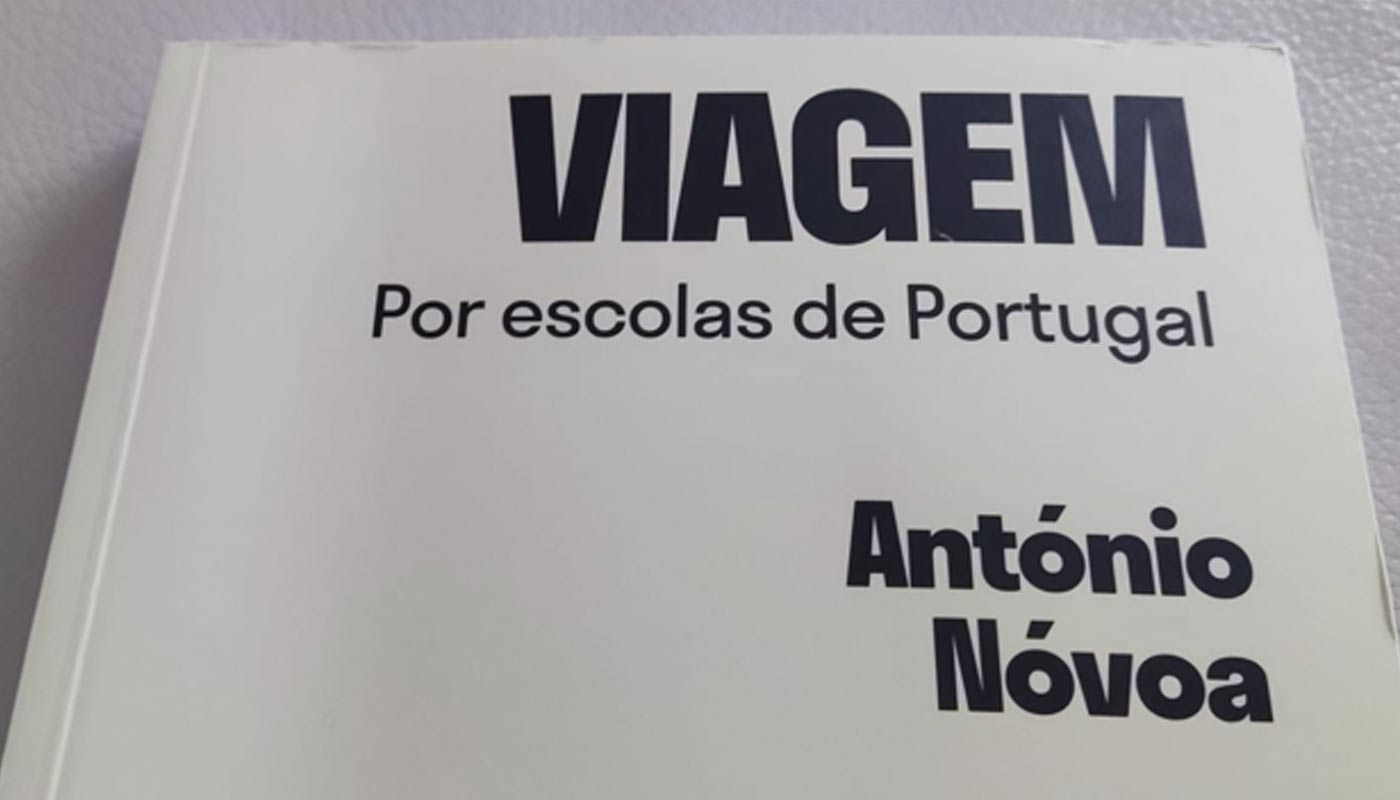 VIAGEM
Por escolas de Portugal
António
Nóvoa